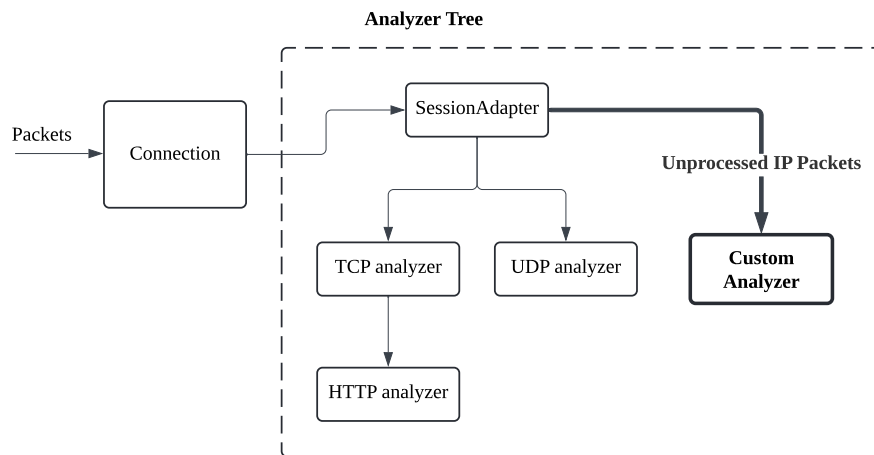 Analyzer Tree
Packets
Connection
SessionAdapter
Unprocessed IP Packets
TCP analyzer
UDP analyzer
Custom
Analyzer
HTTP analyzer